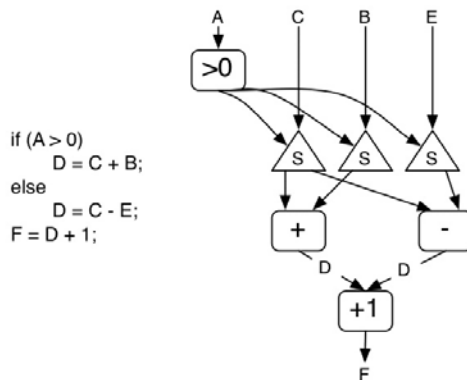 A C B E
>0
if (A > 0)
D = C + B;
else
D = C - E;
F = D + 1;
S S S
+ -
D D
+1
F